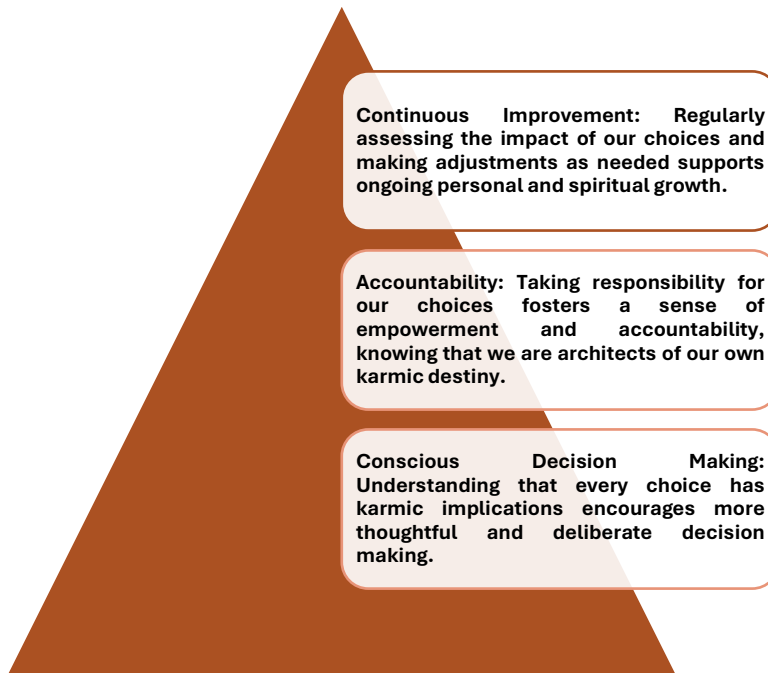 Continuous Improvement: Regularly
assessing the impact of our choices and
making adjustments as needed supports
ongoing personal and spiritual growth.
Accountability: Taking responsibility for
our choices fosters a sense of
empowerment and accountability,
knowing that we are architects of our own
karmic destiny.
Conscious Decision Making:
Understanding that every choice has
karmic implications encourages more
thoughtful and deliberate decision
making.